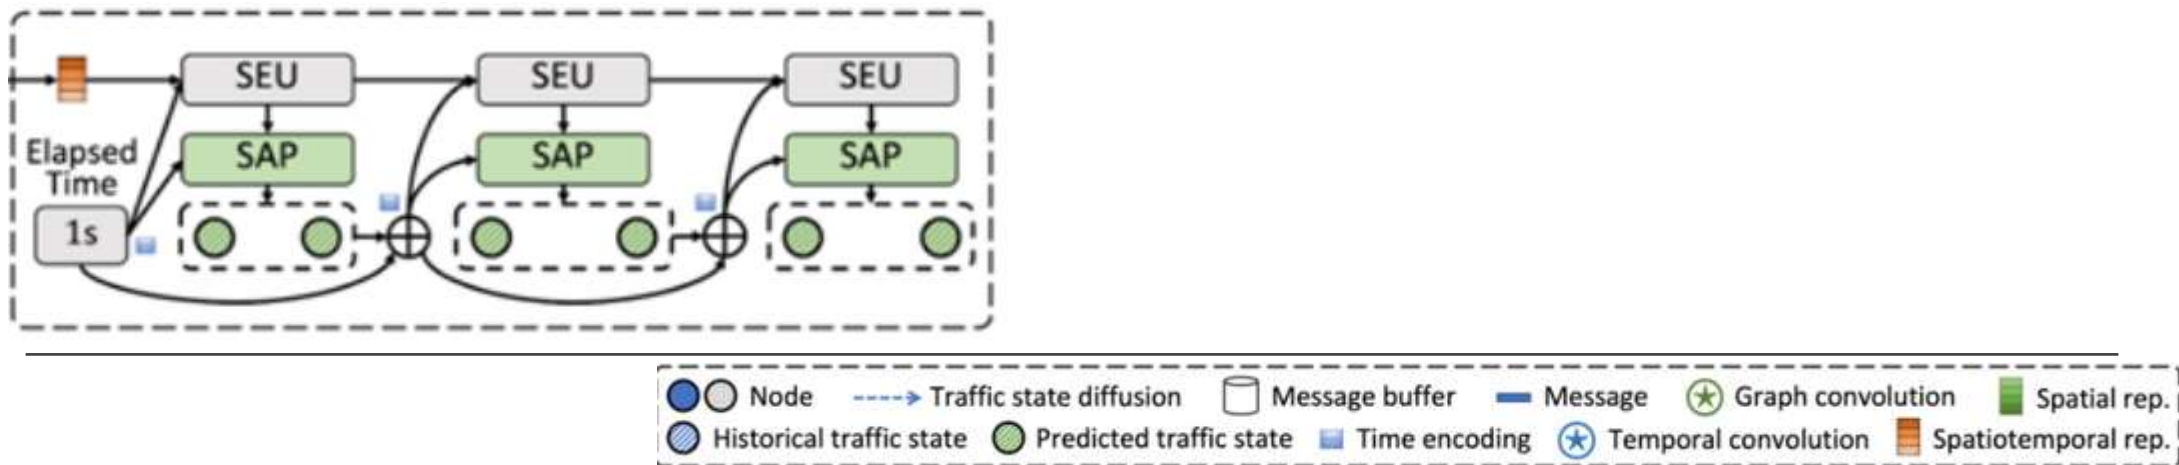 SEU SEU SEU
Elapsed
Time
SAP SAP SAP
1s
Node Traffic state diffusion Message buffer Message Graph convolution Spatial rep.
Historical traffic state Predicted traffic state Time encoding Temporal convolution Spatiotemporal rep.